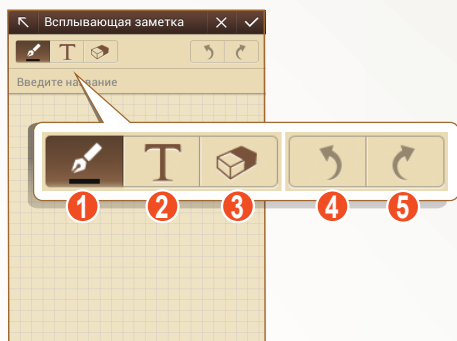 Всплывающая заметка
T
Введите название
T
1 2 3 4 5